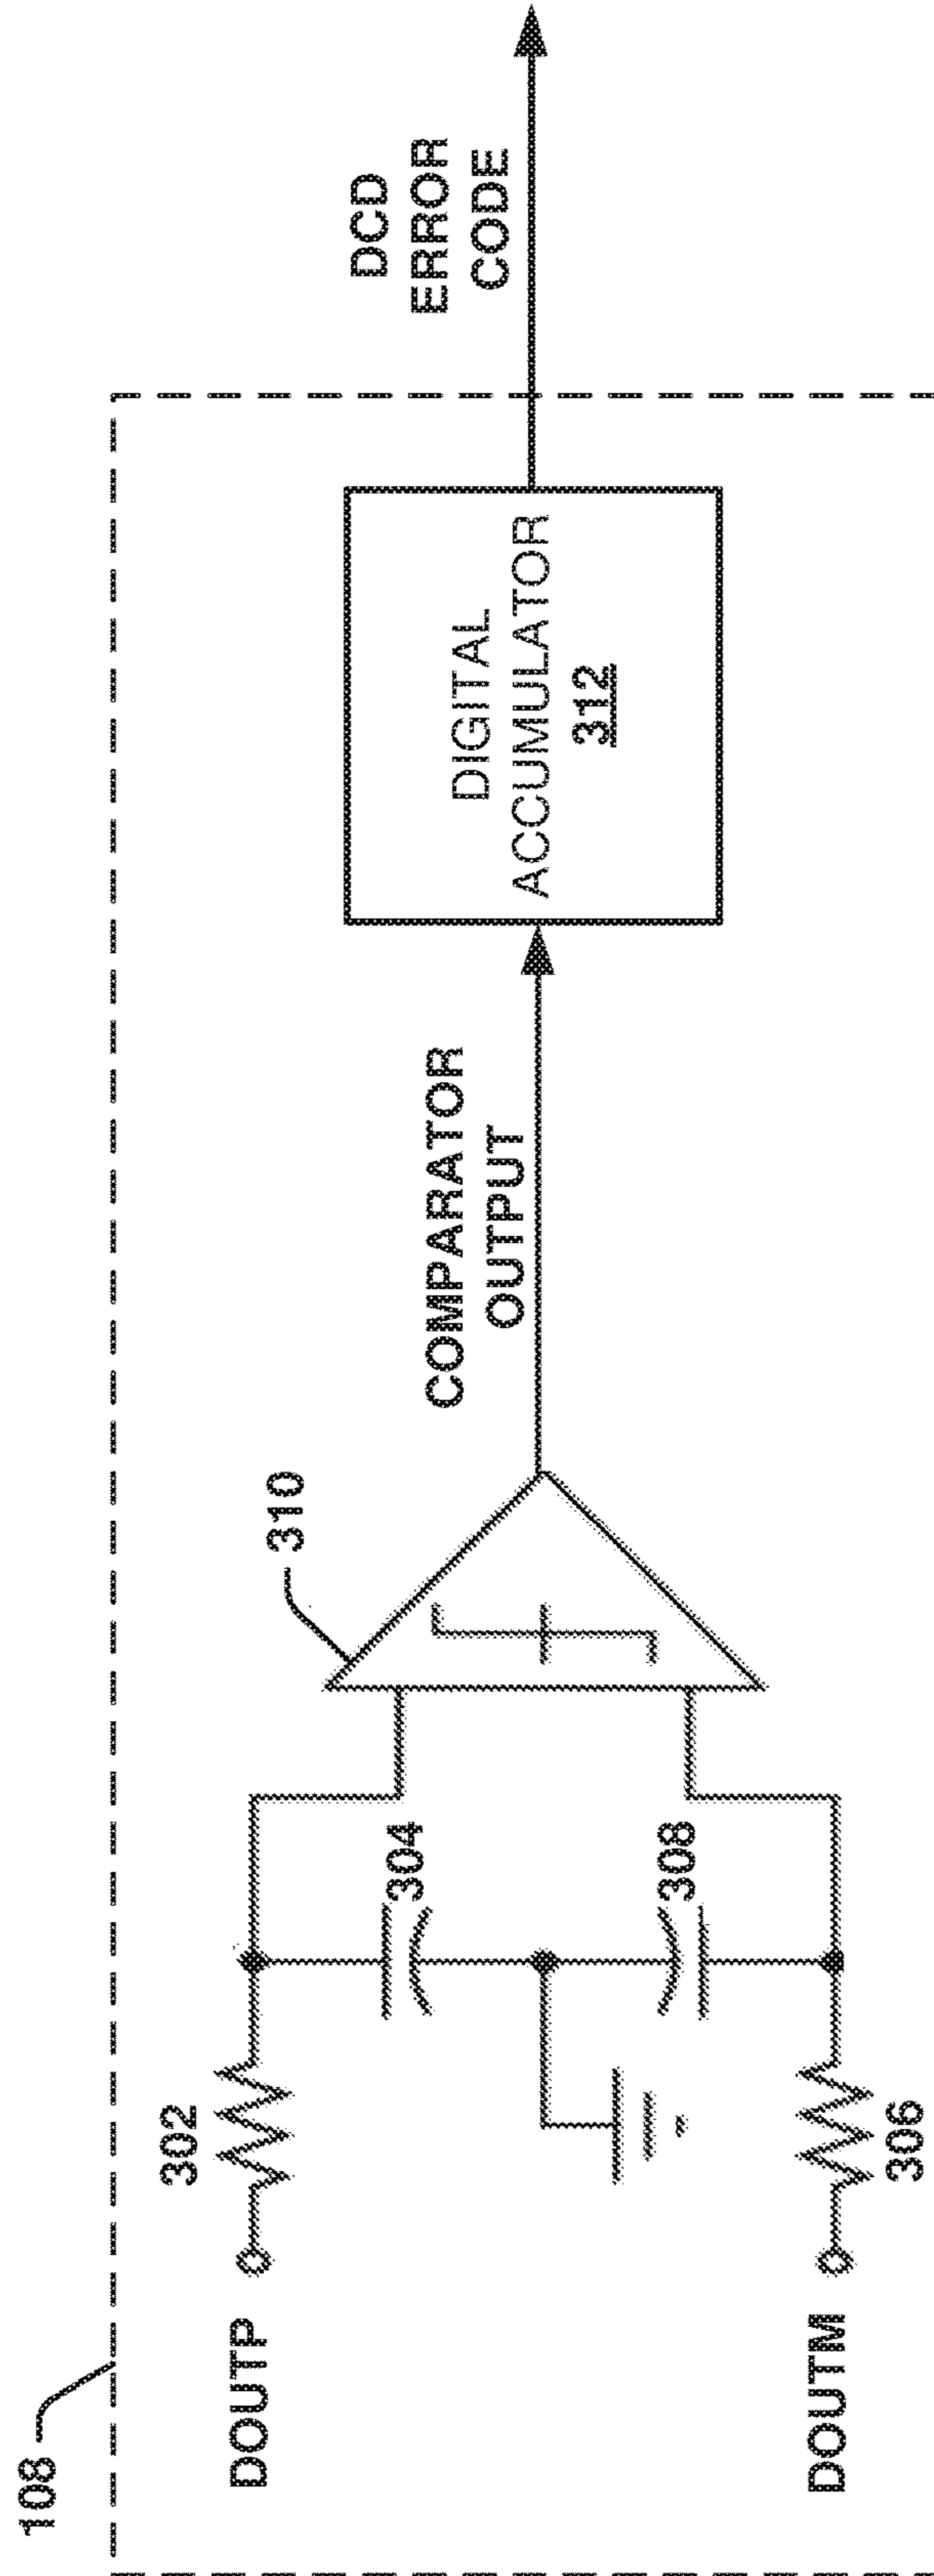 108
DOUTP
302
304
310
COMPARATOR
OUTPUT
DIGITAL
ACCUMULATOR
312
DCD
ERROR
CODE
308
DOUTM
306